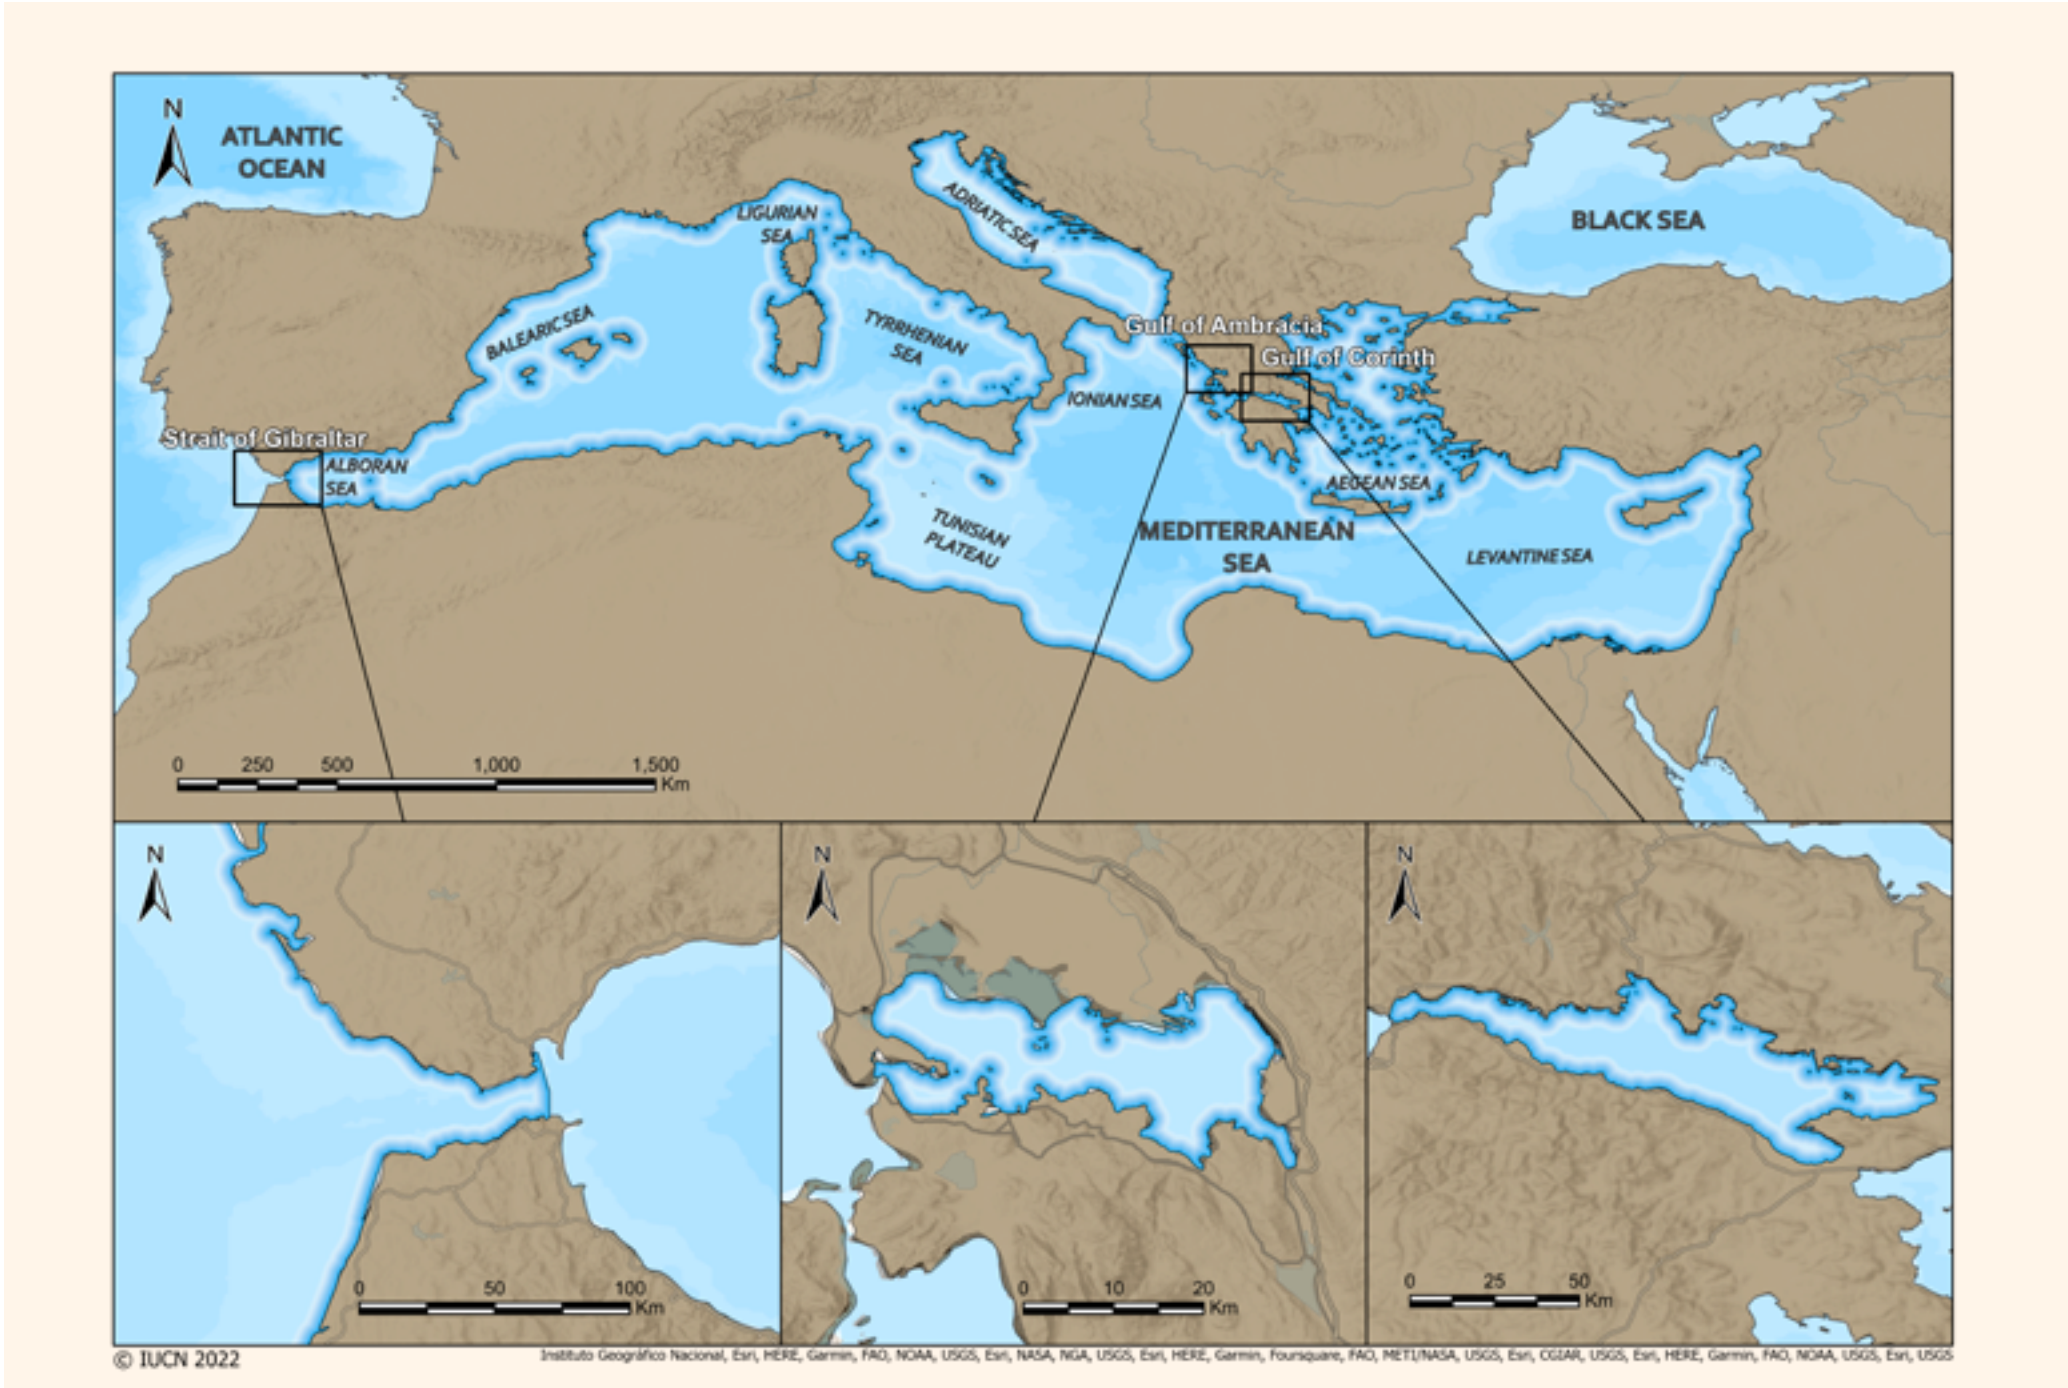 N
ATLANTIC
OCEAN
LIGURIAN
SEA
ADRIATIC SEA
BLACK SEA
BALEARIC SEA
TYRRHENIAN
SEA
Gulf of Ambracia
Gulf of Corinth
IONIAN SEA
Strait of Gibraltar
ALBORAN
SEA
AEGEAN SEA
TUNISIAN
PLATEAU
MEDITERRANEAN
SEA
LEVANTINE SEA
0 250 500 1,000 1,500
Km
N
0 50 100
Km
N
0 10 20
Km
N
0 25 50
Km
© IUCN 2022
Instituto Geográfico Nacional, Esri, HERE, Garmin, FAO, NOAA, USGS, Esri, NASA, NGA, USGS, Esri, HERE, Garmin, Foursquare, FAO, METI/NASA, USGS, Esri, CGIAR, USGS, Esri, HERE, Garmin, FAO, NOAA, USGS, Esri, USGS